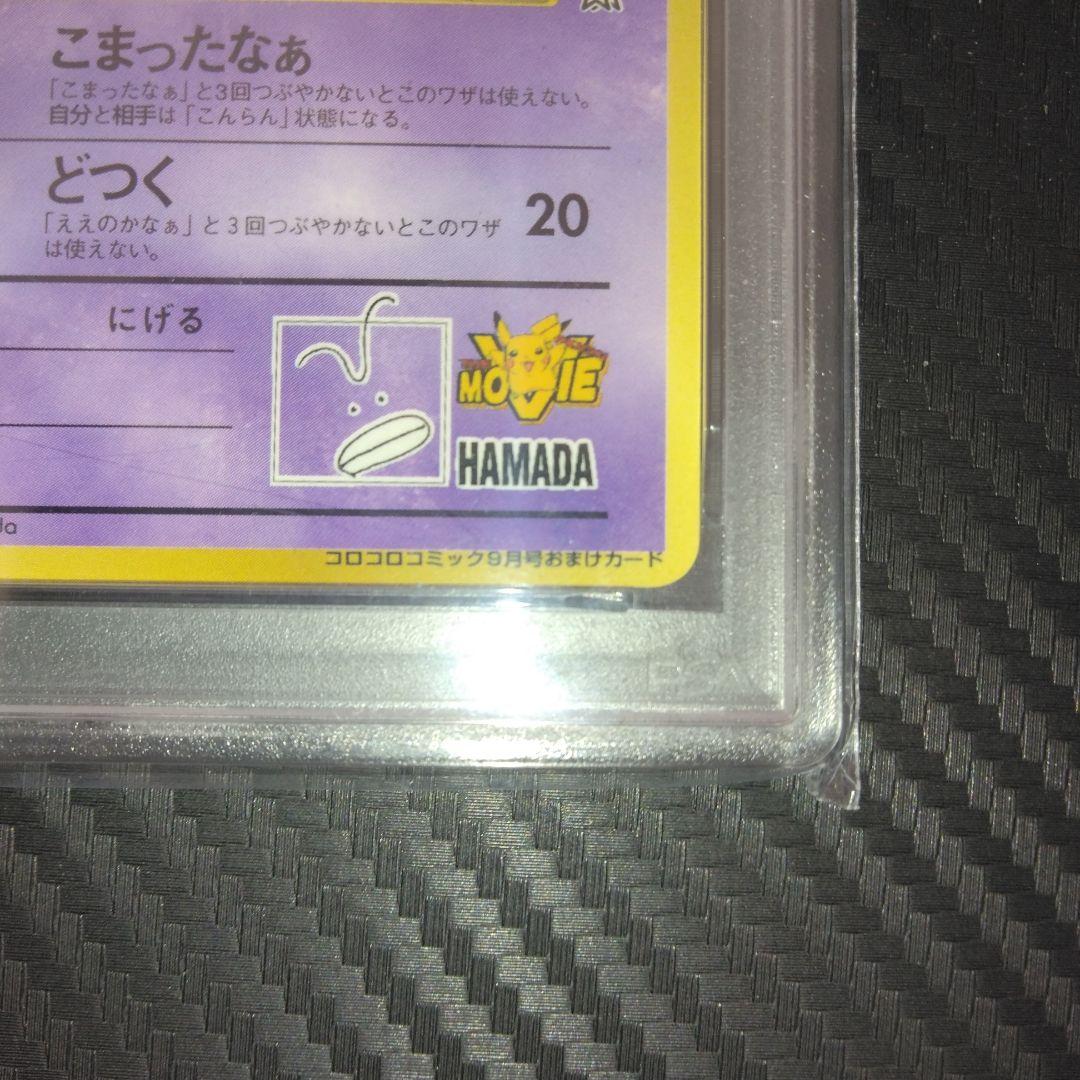 こまったなぁ
「こまったなぁ」と3回つぶやかないとこのワザは使えない。
自分と相手は「こんらん」状態になる。
どつく
20
「ええのかなぁ」と3回つぶやかないとこのワザ
は使えない。
にげる
MOVIE
HAMADA
コロコロコミック9月号おまけカード